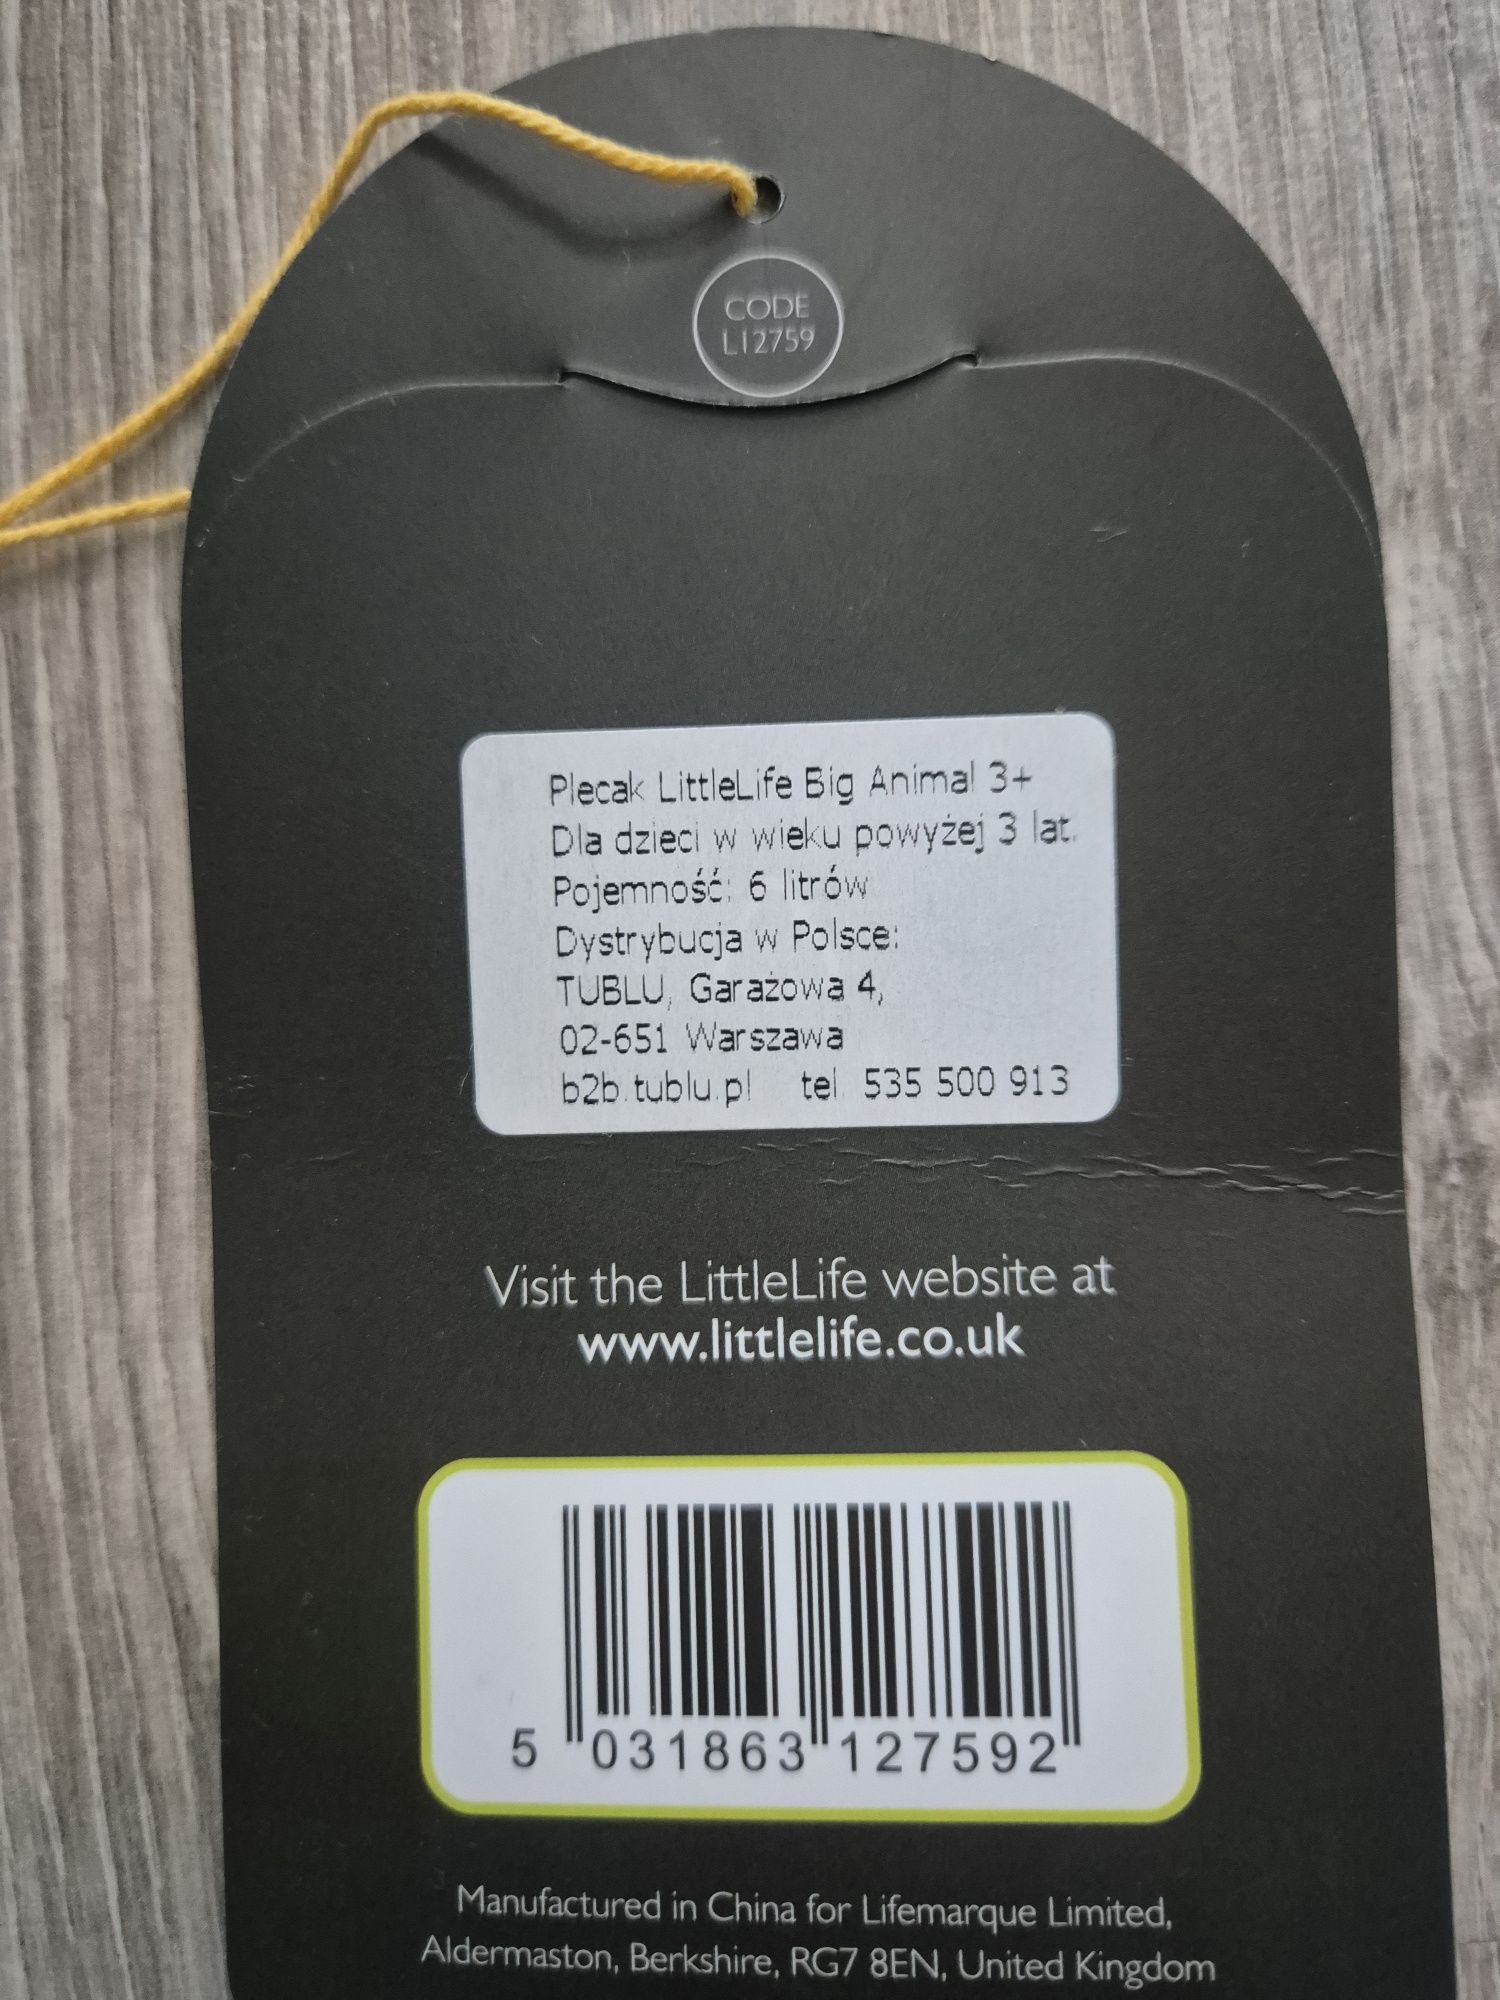 CODE
L12759
Plecak LittleLife Big Animal 3+
Dla dzieci w wieku powyżej 3 lat.
Pojemność: 6 litrów
Dystrybucja w Polsce:
TUBLU, Garażowa 4,
02-651 Warszawa
b2b.tublu.pl tel. 535 500 913
Visit the LittleLife website at
www.littlelife.co.uk
5 031863 127592
Manufactured in China for Lifemarque Limited,
Aldermaston, Berkshire, RG7 8EN, United Kingdom